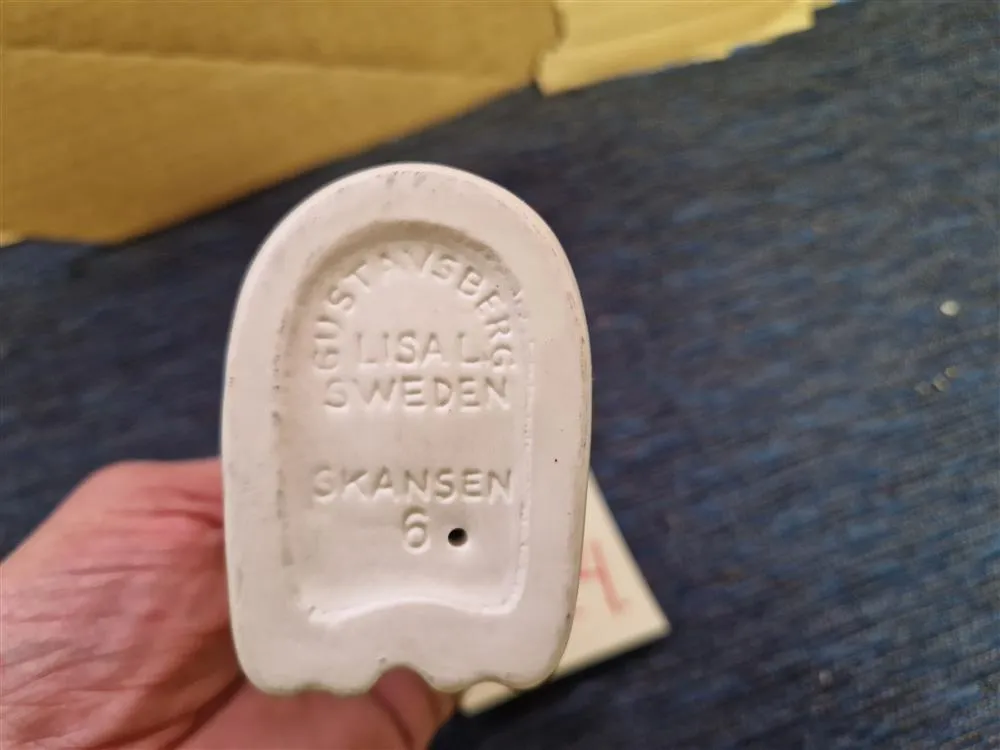 GUSTAVSBERG
LISA L.
SWEDEN
SKANSEN
6